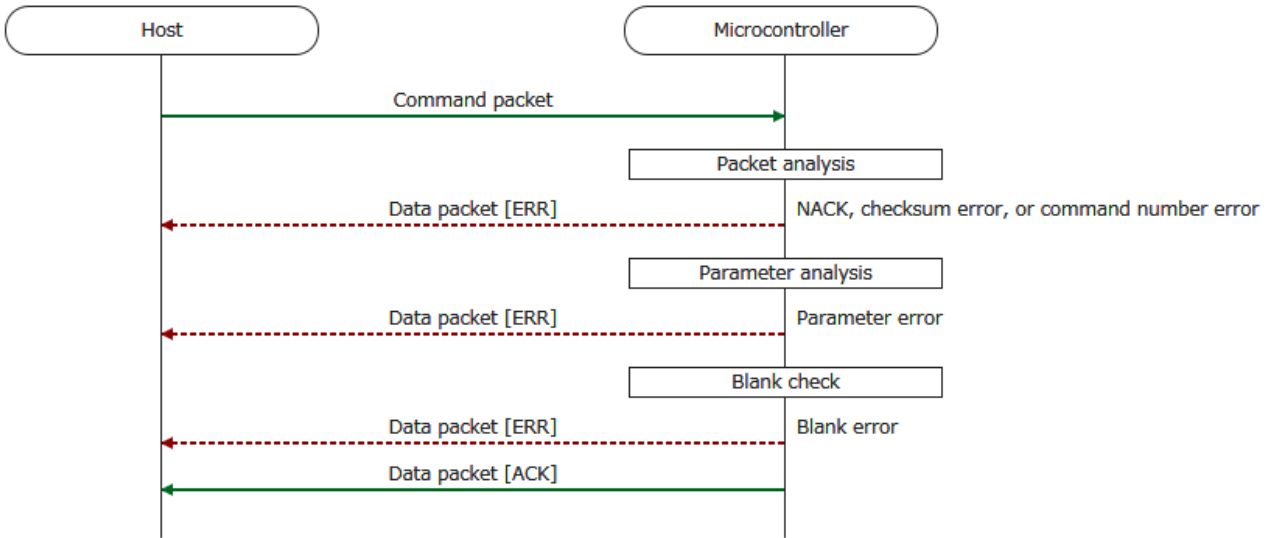 Host
Microcontroller
Command packet
Packet analysis
Data packet [ERR]
NACK, checksum error, or command number error
Parameter analysis
Data packet [ERR]
Parameter error
Blank check
Data packet [ERR]
Blank error
Data packet [ACK]